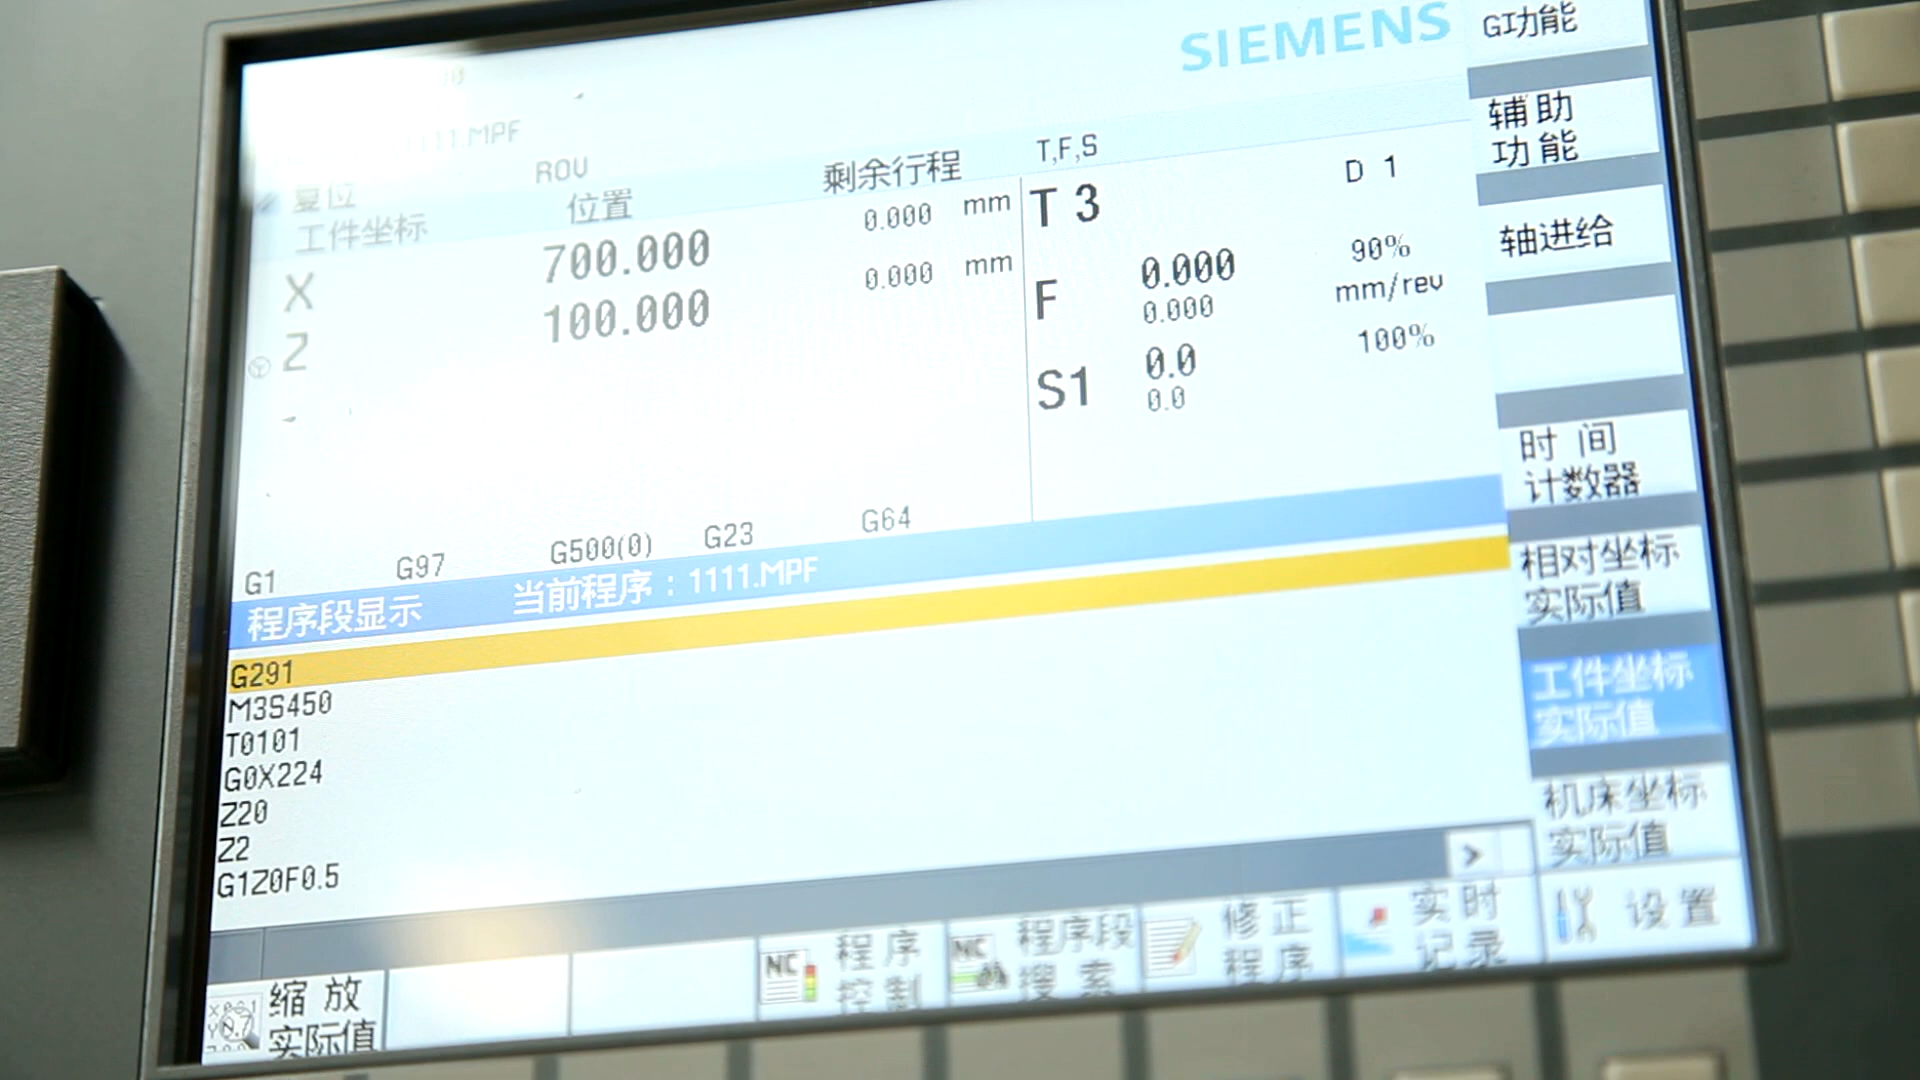 SIEMENS
1111.MPF
复位
ROV
工件坐标
位置
剩余行程
T,F,S
X
700.000
0.000
mm
Z
100.000
0.000
mm
T 3
D 1
F
0.000
90%
0.000
mm/rev
S1
0.0
100%
0.0
G1
G97
G500(0)
G23
G64
程序段显示
当前程序：1111.MPF
G291
M3S450
T0101
G0X224
Z20
Z2
G1Z0F0.5
G功能
辅助
功能
轴进给
时 间
计数器
相对坐标
实际值
工件坐标
实际值
机床坐标
实际值
>
缩 放
实际值
NC
程 序
控 制
NC
程序段
搜 索
修 正
程 序
实 时
记 录
设 置